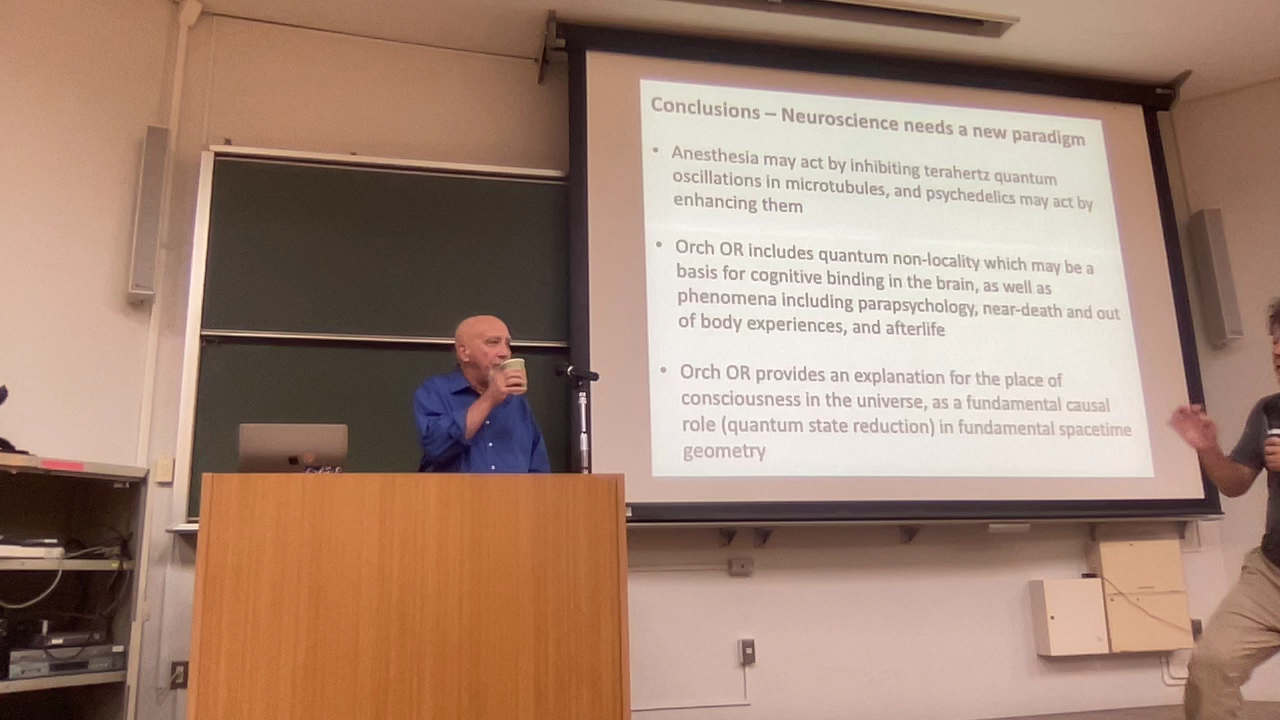 Conclusions – Neuroscience needs a new paradigm
• Anesthesia may act by inhibiting terahertz quantum
oscillations in microtubules, and psychedelics may act by
enhancing them
• Orch OR includes quantum non-locality which may be a
basis for cognitive binding in the brain, as well as
phenomena including parapsychology, near-death and out
of body experiences, and afterlife
• Orch OR provides an explanation for the place of
consciousness in the universe, as a fundamental causal
role (quantum state reduction) in fundamental spacetime
geometry